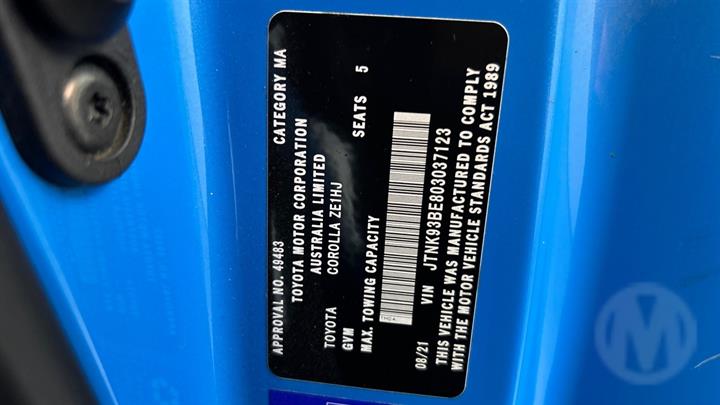 APPROVAL NO. 49483 CATEGORY MA
TOYOTA MOTOR CORPORATION
AUSTRALIA LIMITED
TOYOTA COROLLA ZE1HJ
GVM SEATS 5
MAX. TOWING CAPACITY
THCA
08/21 VIN JTNK93BE803037123
THIS VEHICLE WAS MANUFACTURED TO COMPLY
WITH THE MOTOR VEHICLE STANDARDS ACT 1989
M